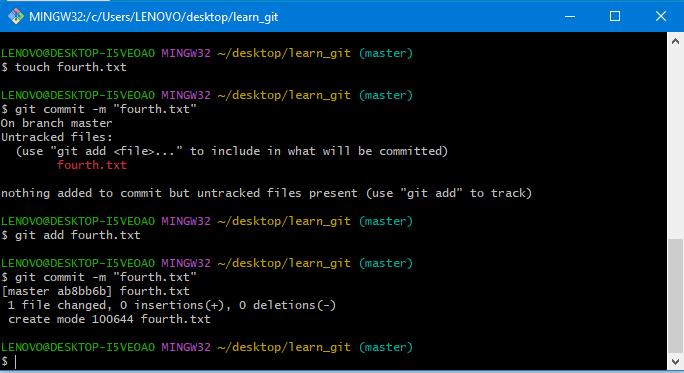 MINGW32:/c/Users/LENOVO/desktop/learn_git
LENOVO@DESKTOP-I5VEOAO MINGW32 ~/desktop/learn_git (master)
$ touch fourth.txt
LENOVO@DESKTOP-I5VEOAO MINGW32 ~/desktop/learn_git (master)
$ git commit -m "fourth.txt"
On branch master
Untracked files:
(use "git add <file>..." to include in what will be committed)
fourth.txt
nothing added to commit but untracked files present (use "git add" to track)
LENOVO@DESKTOP-I5VEOAO MINGW32 ~/desktop/learn_git (master)
$ git add fourth.txt
LENOVO@DESKTOP-I5VEOAO MINGW32 ~/desktop/learn_git (master)
$ git commit -m "fourth.txt"
[master ab8bb6b] fourth.txt
1 file changed, 0 insertions(+), 0 deletions(-)
create mode 100644 fourth.txt
LENOVO@DESKTOP-I5VEOAO MINGW32 ~/desktop/learn_git (master)
$